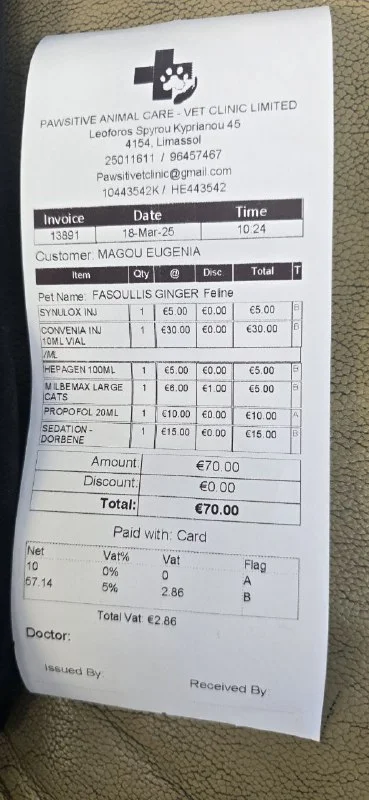 PAWSITIVE ANIMAL CARE - VET CLINIC LIMITED
Leoforos Spyrou Kyprianou 45
4154, Limassol
25011611 / 96457467
Pawsitivetclinic@gmail.com
10443542K / HE443542
Invoice Date Time
13891 18-Mar-25 10:24
Customer: MAGOU EUGENIA
Item Qty @ Disc Total T
Pet Name: FASOULLIS GINGER Feline
SYNULOX INJ 1 €5.00 €0.00 €5.00 B
CONVENIA INJ 1 €30.00 €0.00 €30.00 B
10ML VIAL
/ML
HEPAGEN 100ML 1 €5.00 €0.00 €5.00 B
MILBEMAX LARGE 1 €6.00 €1.00 €5.00 B
CATS
PROPOFOL 20ML 1 €10.00 €0.00 €10.00 A
SEDATION - 1 €15.00 €0.00 €15.00 B
DORBENE
Amount: €70.00
Discount: €0.00
Total: €70.00
Paid with: Card
Net Vat% Vat Flag
10 0% 0 A
57.14 5% 2.86 B
Total Vat: €2.86
Doctor:
Issued By
Received By